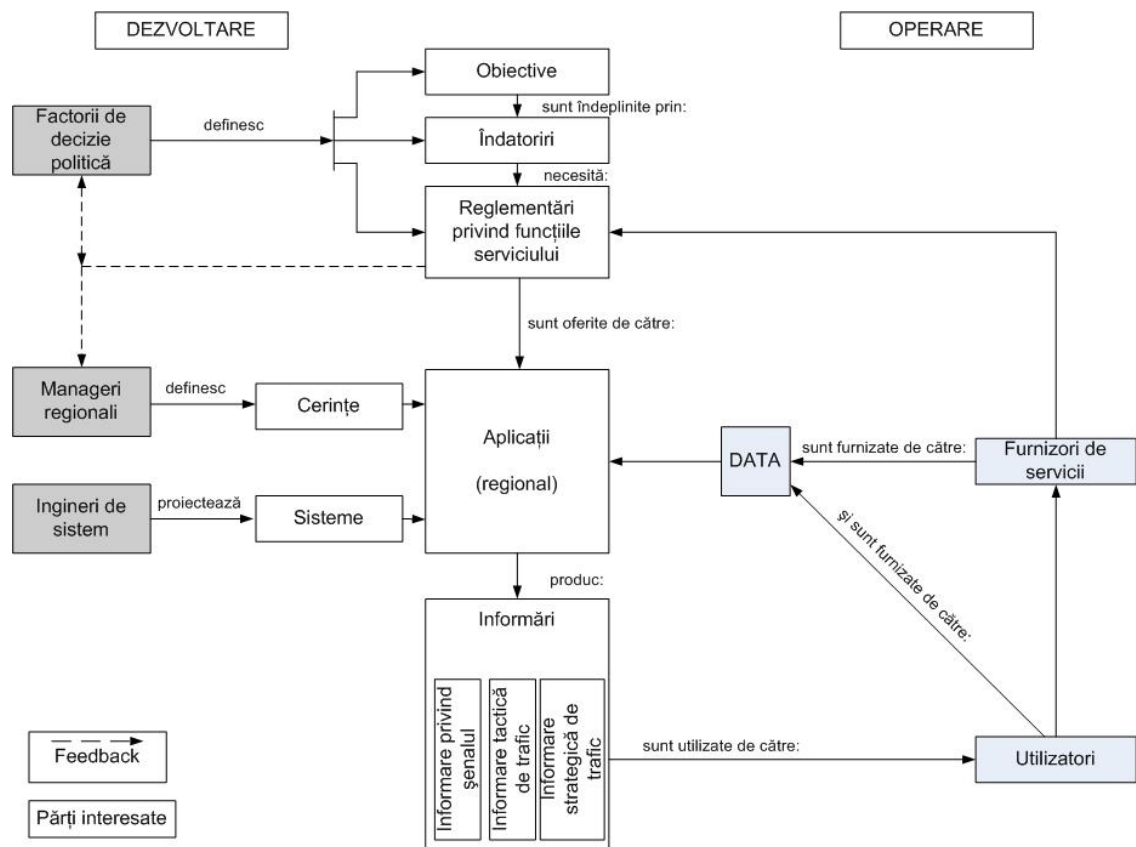 DEZVOLTARE
OPERARE
Obiective
sunt îndeplinite prin:
Factorii de
decizie
politică
definesc
Îndatoriri
necesită:
Reglementări
privind funcțiile
serviciului
sunt oferite de către:
Manageri
regionali
definesc
Cerințe
Aplicații
(regional)
DATA
sunt furnizate de către:
Furnizori de
servicii
Ingineri de
sistem
proiectează
Sisteme
și sunt furnizate de către:
produc:
Informări
Informare privind
șenalul
Informare tactică
de trafic
Informare
strategică de
trafic
sunt utilizate de către:
Utilizatori
Feedback
Părți interesate